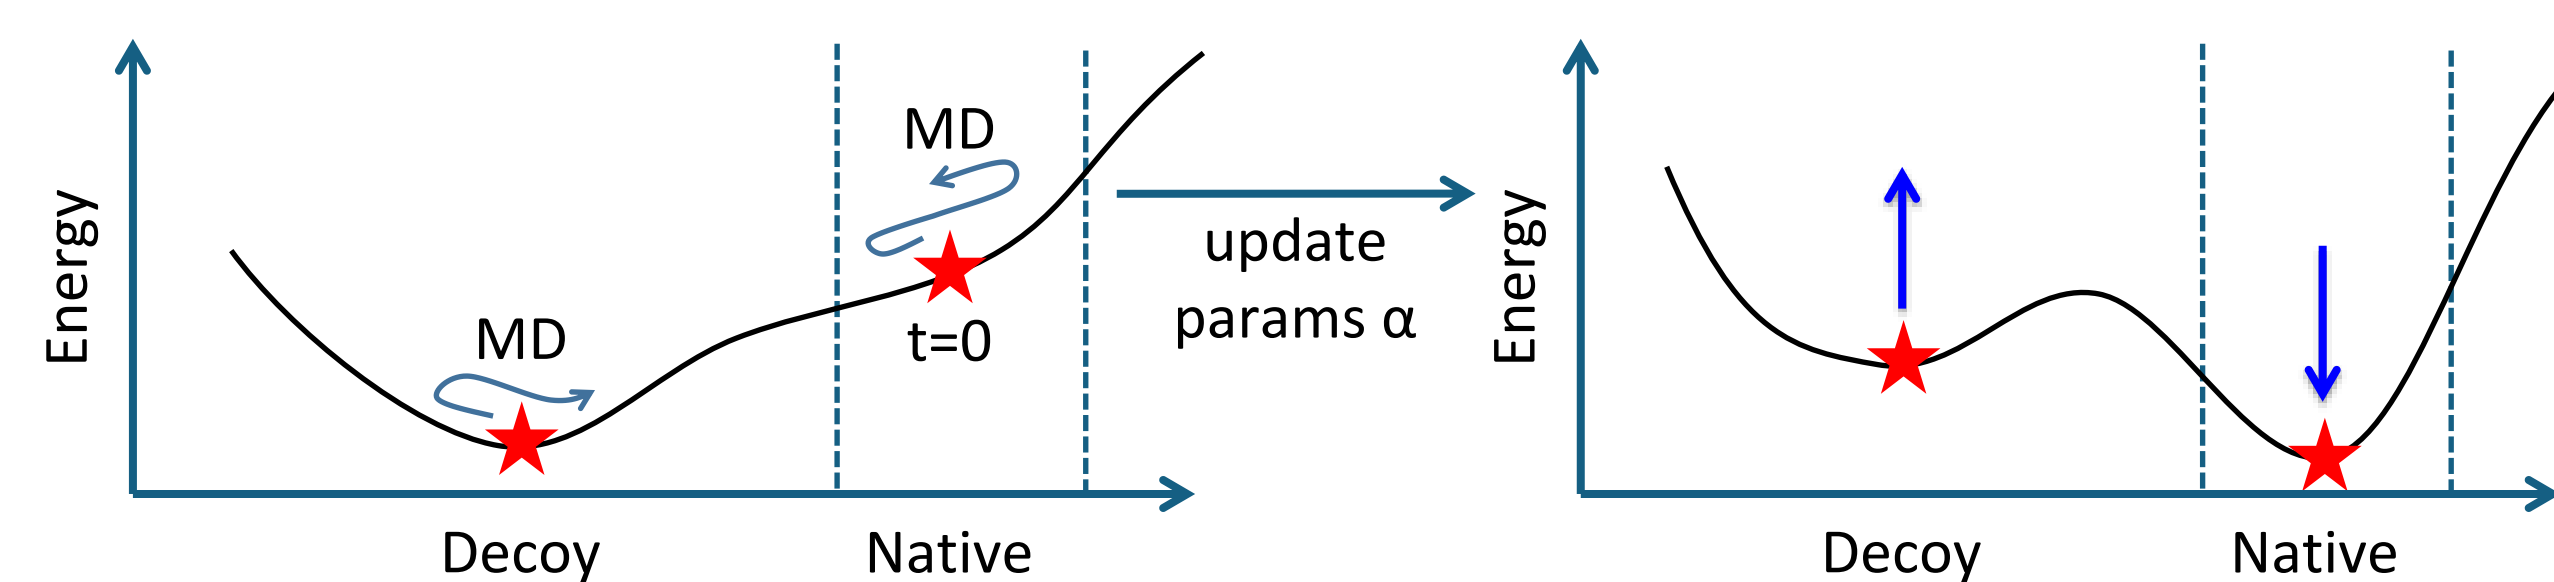 Energy
MD
MD
t=0
Decoy
Native
update
params α
Energy
Decoy
Native